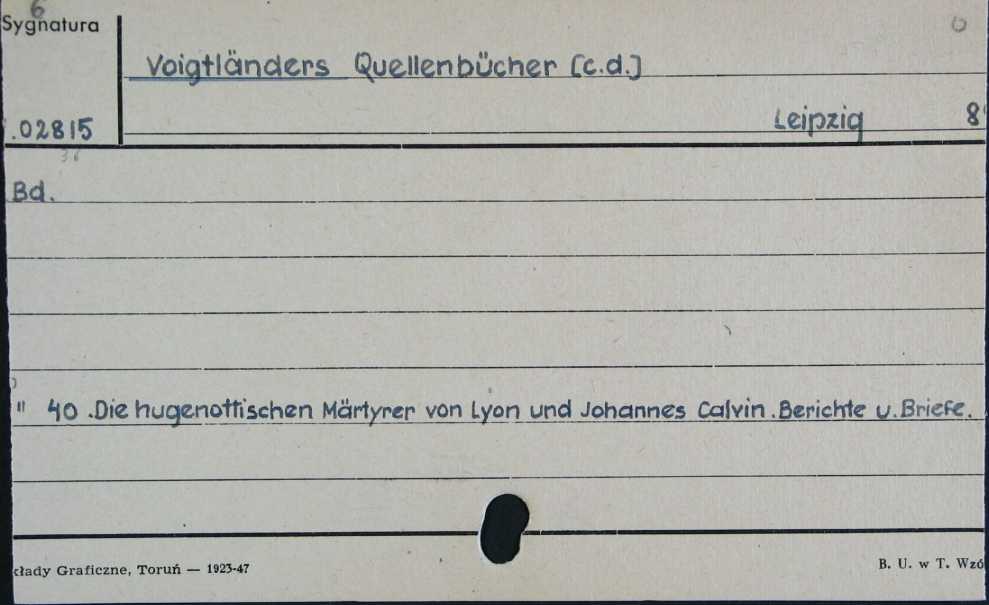 6
Sygnatura
Voigtländers Quellenbücher [c.d.]
.02815
Leipzig 8°
Bd.
" 40. Die hugenottischen Märtyrer von Lyon und Johannes Calvin. Berichte u. Briefe.
kłady Graficzne, Toruń — 1923-47
B. U. w T. Wzó